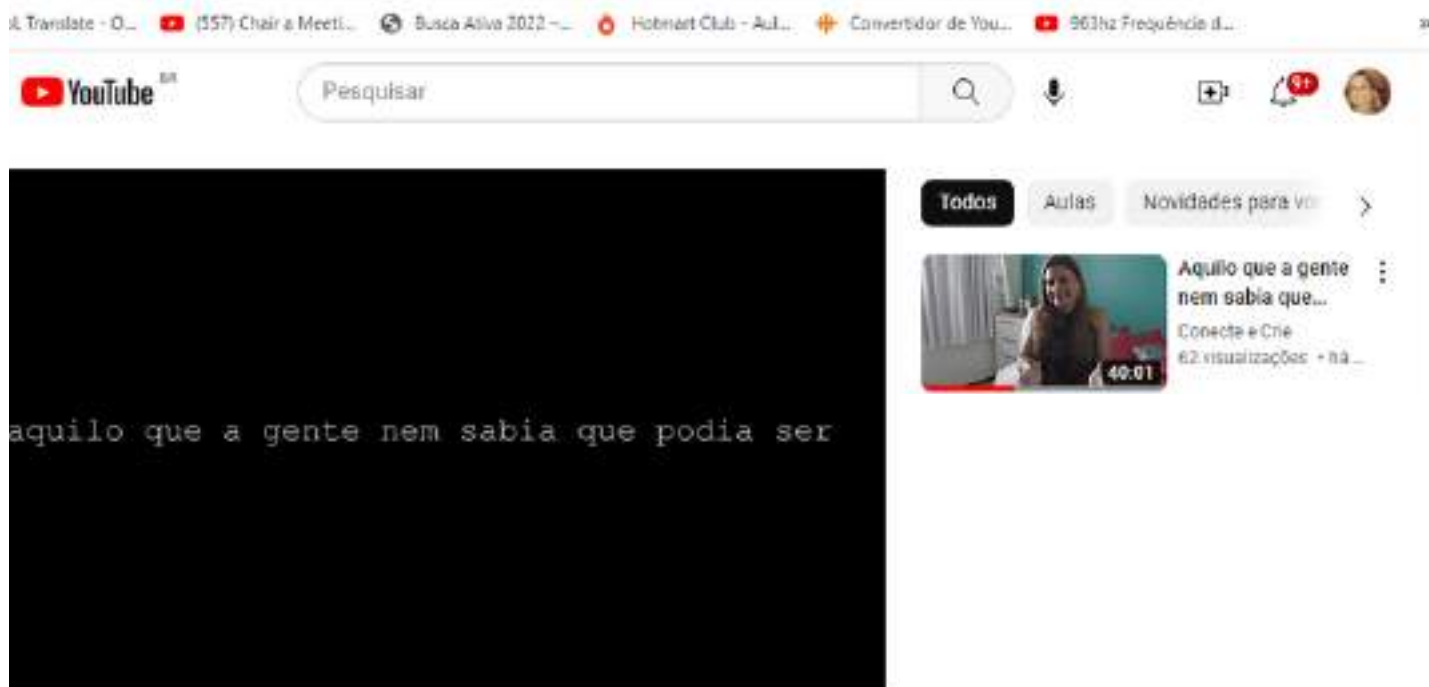 Translate - O...
(557) Chair a Meeti...
Busca Ativa 2022 –...
Hotmart Club - Aul...
Convertidor de You...
963hz Frequência d...
»
YouTube BR
Pesquisar
9+
Todos
Aulas
Novidades para vo
Aquilo que a gente
nem sabia que...
Conecte e Crie
62 visualizações • há ...
40:01
aquilo que a gente nem sabia que podia ser